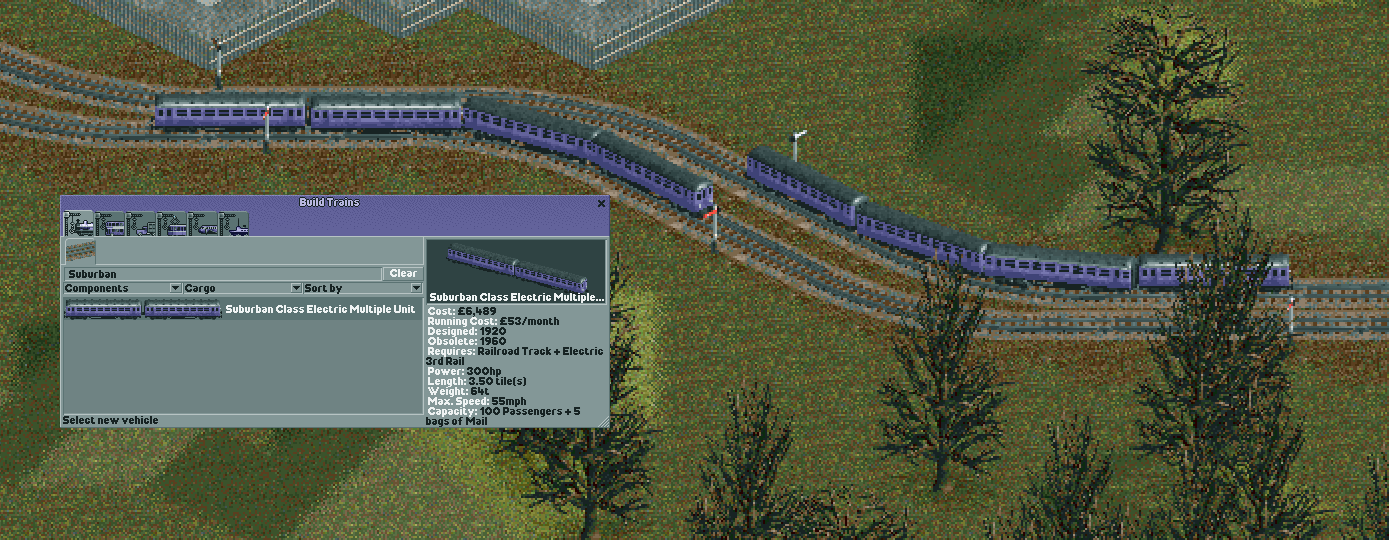 Build Trains
Suburban
Clear
Components
Cargo
Sort by
Suburban Class Electric Multiple Unit
Select new vehicle
Suburban Class Electric Multiple...
Cost: £6,489
Running Cost: £53/month
Designed: 1920
Obsolete: 1960
Requires: Railroad Track + Electric
3rd Rail
Power: 300hp
Length: 3.50 tile(s)
Weight: 64t
Max. Speed: 55mph
Capacity: 100 Passengers + 5
bags of Mail